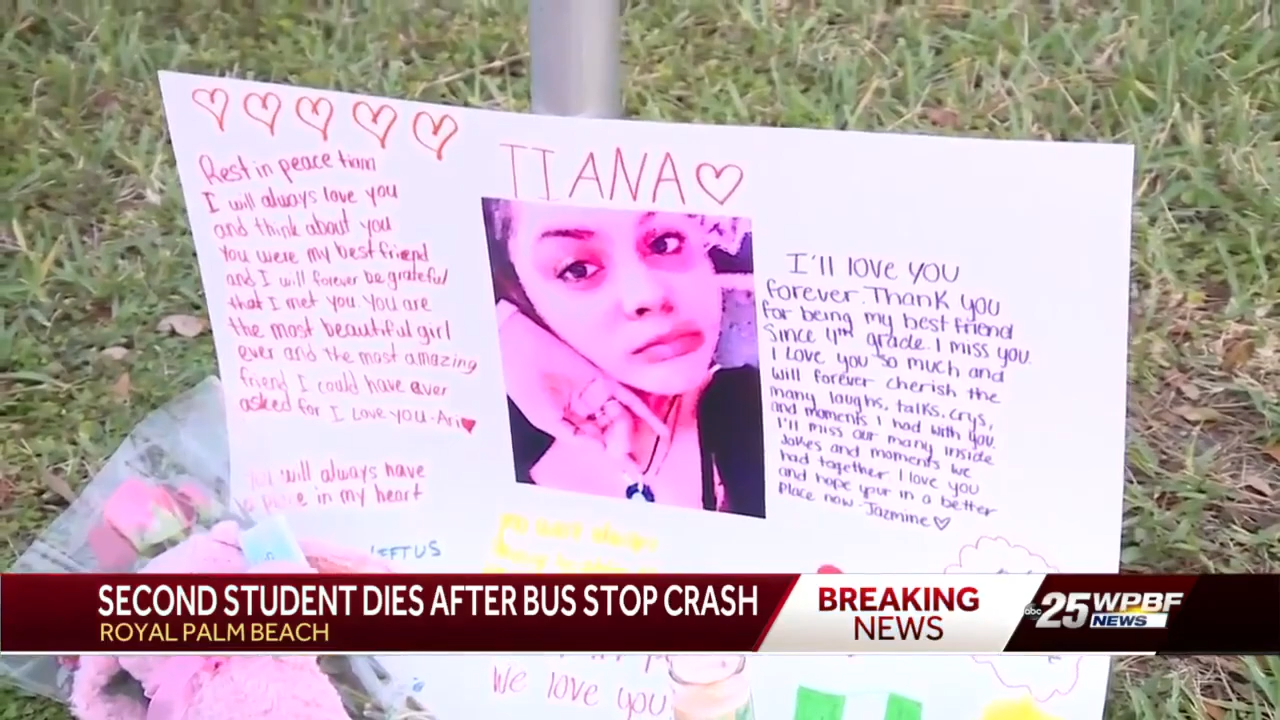 Rest in peace tiana
I will always love you
and think about you
You were my best friend
and I will forever be grateful
that I met you. You are
the most beautiful girl
ever and the most amazing
friend I could have ever
asked for I Love you-Ari
You will always have
in my heart
TIANA
I'll love you
forever. Thank you
for being my best friend
Since 4th grade. I miss you.
I love you so much and
will forever cherish the
many laughs, talks, crys,
and moments I had with you.
I'll miss our many inside
Jokes and moments we
had together I love you
and hope your in a better
place now-Jazmine
LEFT US
SECOND STUDENT DIES AFTER BUS STOP CRASH
ROYAL PALM BEACH
BREAKING
NEWS
abc 25 WPBF
NEWS
We love you